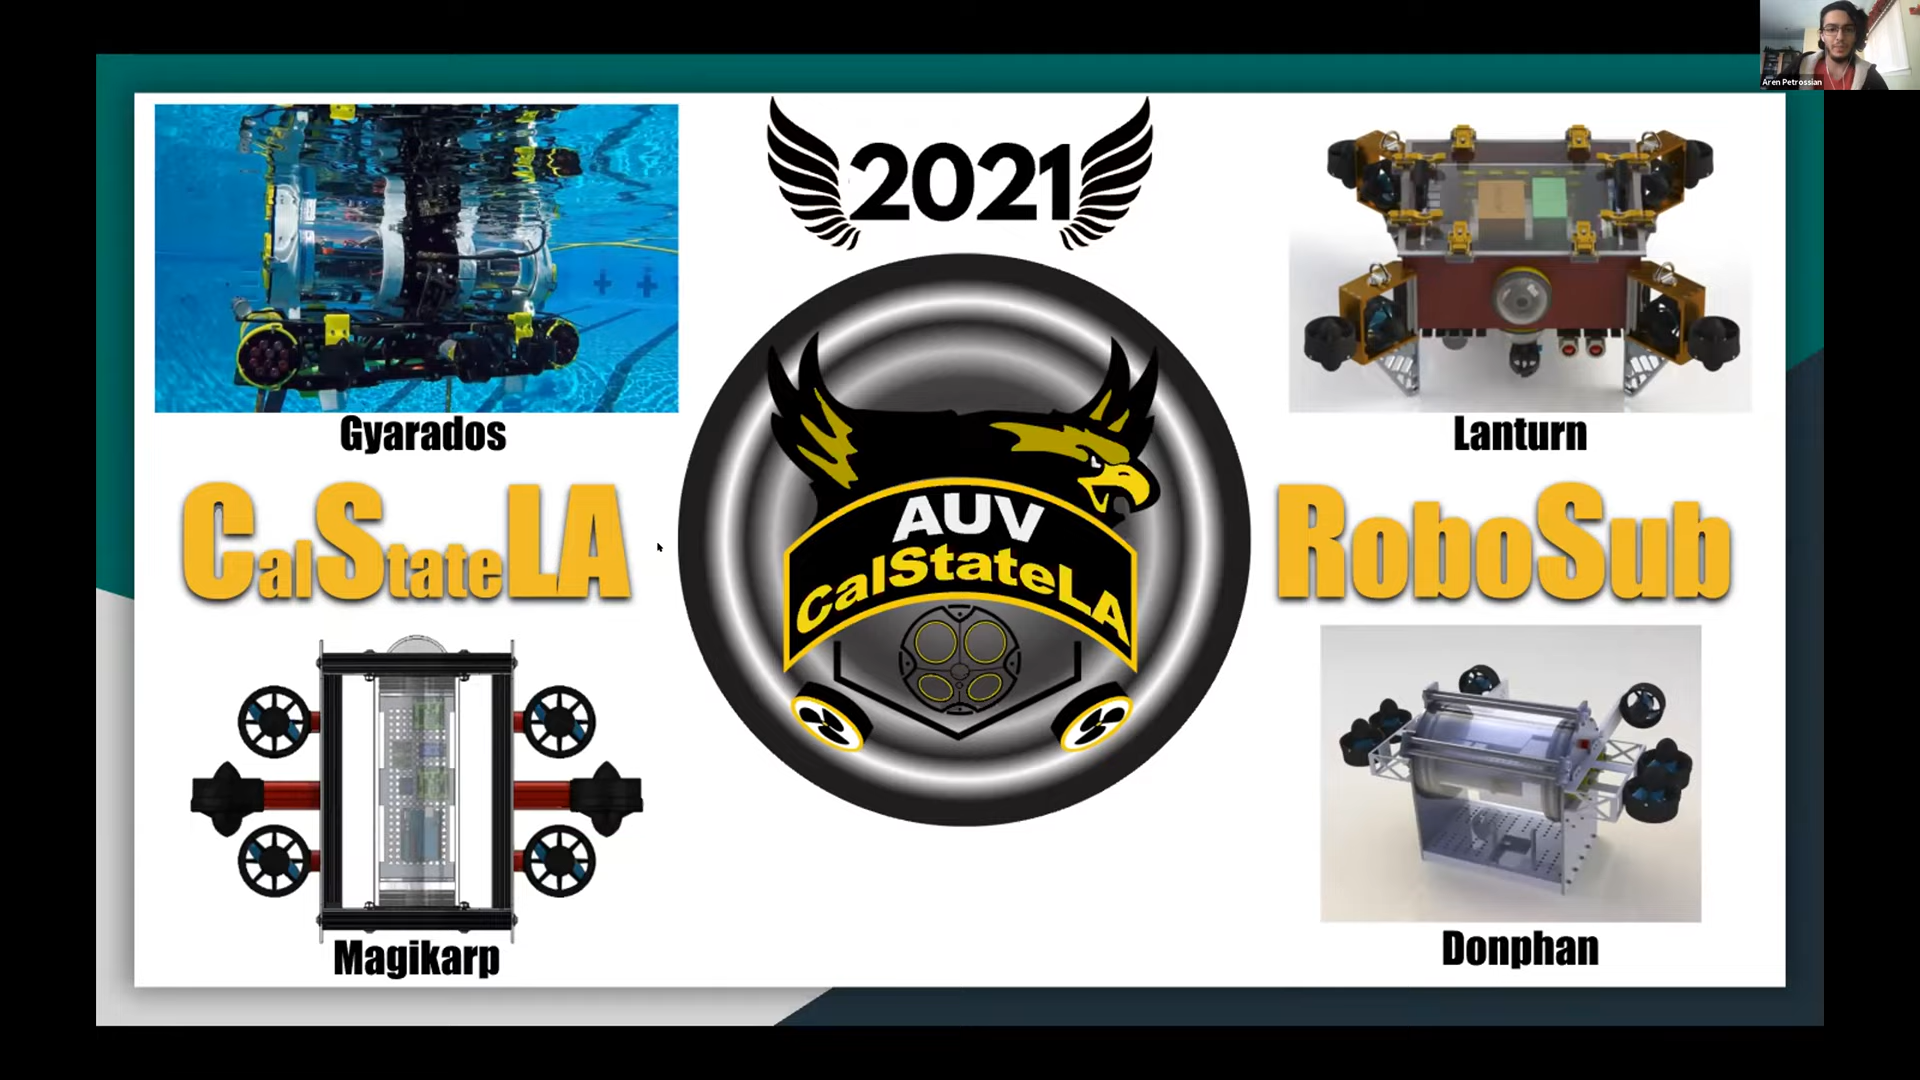 Aren Petrossian
2021
Gyarados
Lanturn
CalStateLA
AUV
CalStateLA
RoboSub
Magikarp
Donphan